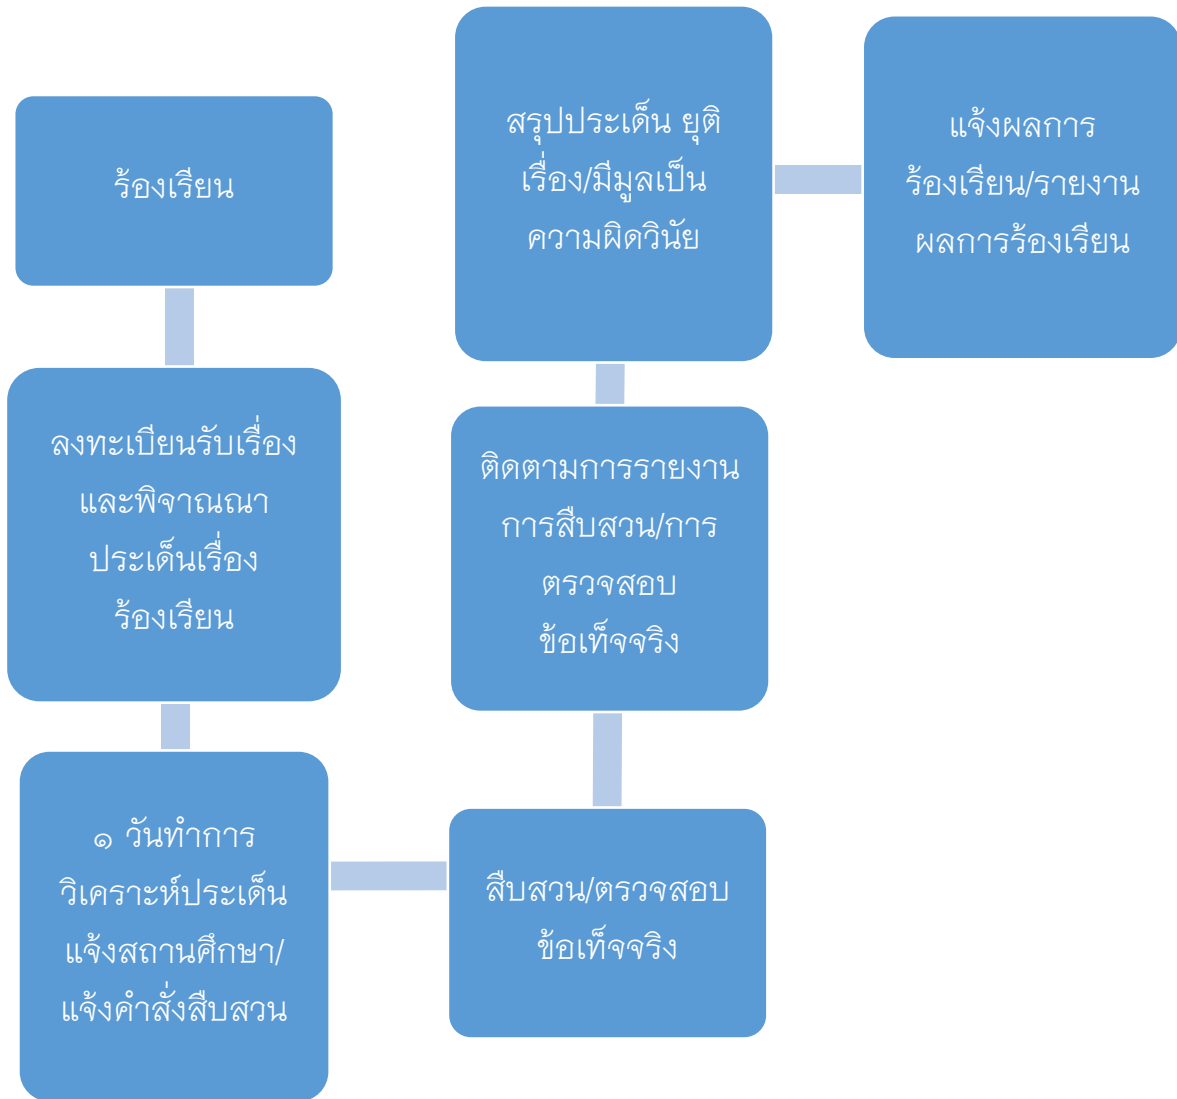 ร้องเรียน
ลงทะเบียนรับเรื่อง
และพิจาณณา
ประเด็นเรื่อง
ร้องเรียน
๑ วันทำการ
วิเคราะห์ประเด็น
แจ้งสถานศึกษา/
แจ้งคำสั่งสืบสวน
สืบสวน/ตรวจสอบ
ข้อเท็จจริง
ติดตามการรายงาน
การสืบสวน/การ
ตรวจสอบ
ข้อเท็จจริง
สรุปประเด็น ยุติ
เรื่อง/มีมูลเป็น
ความผิดวินัย
แจ้งผลการ
ร้องเรียน/รายงาน
ผลการร้องเรียน